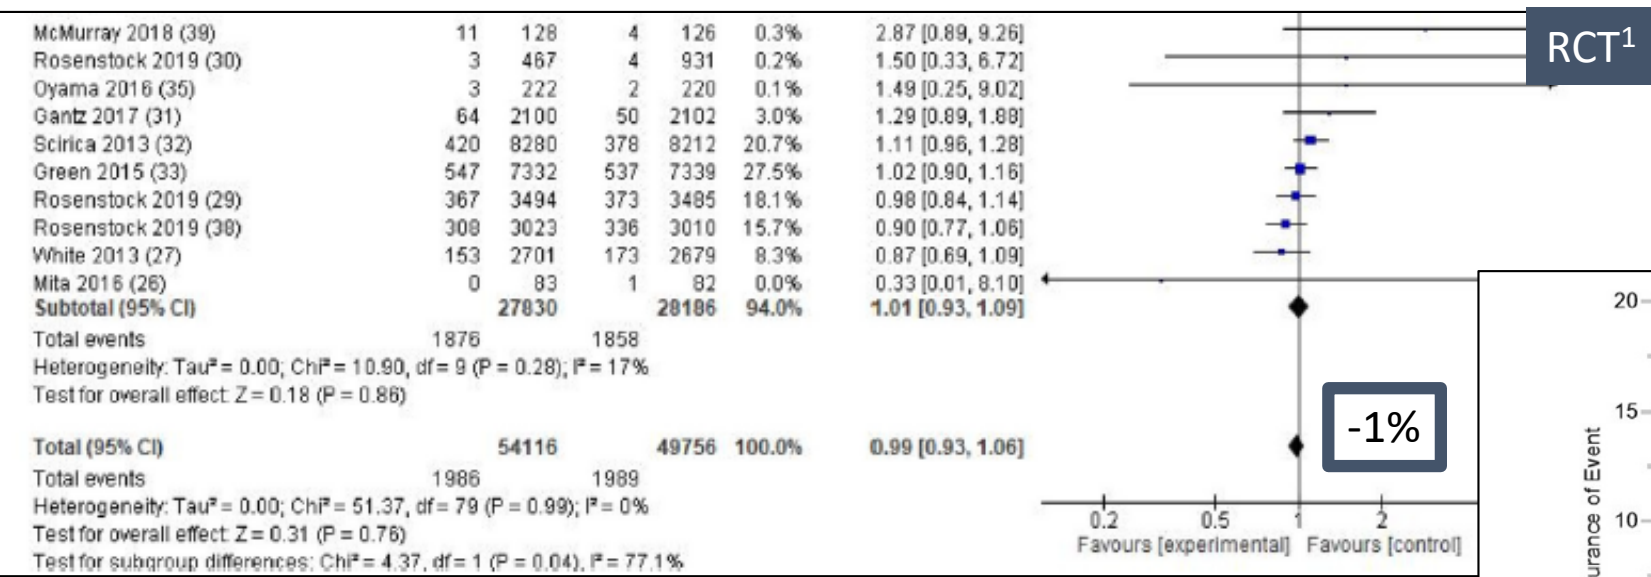 McMurray 2018 (39) 11 128 4 126 0.3% 2.87 [0.89, 9.26]
RCT¹
Rosenstock 2019 (30) 3 467 4 931 0.2% 1.50 [0.33, 6.72]
Oyama 2016 (35) 3 222 2 220 0.1% 1.49 [0.25, 9.02]
Gantz 2017 (31) 64 2100 50 2102 3.0% 1.29 [0.89, 1.88]
Scirica 2013 (32) 420 8280 378 8212 20.7% 1.11 [0.96, 1.28]
Green 2015 (33) 547 7332 537 7339 27.5% 1.02 [0.90, 1.16]
Rosenstock 2019 (29) 367 3494 373 3485 18.1% 0.98 [0.84, 1.14]
Rosenstock 2019 (38) 308 3023 336 3010 15.7% 0.90 [0.77, 1.06]
White 2013 (27) 153 2701 173 2679 8.3% 0.87 [0.69, 1.09]
Mita 2016 (26) 0 83 1 82 0.0% 0.33 [0.01, 8.10]
Subtotal (95% CI) 27830 28186 94.0% 1.01 [0.93, 1.09]
Total events 1876 1858
Heterogeneity: Tau² = 0.00; Chi² = 10.90, df = 9 (P = 0.28); I² = 17%
Test for overall effect: Z = 0.18 (P = 0.86)
-1%
Total (95% CI) 54116 49756 100.0% 0.99 [0.93, 1.06]
Total events 1986 1989
Heterogeneity: Tau² = 0.00; Chi² = 51.37, df = 79 (P = 0.99); I² = 0%
Test for overall effect: Z = 0.31 (P = 0.76)
Test for subgroup differences: Chi² = 4.37, df = 1 (P = 0.04), I² = 77.1%
0.2 0.5 1 2
Favours [experimental] Favours [control]
20
15
10
of Event